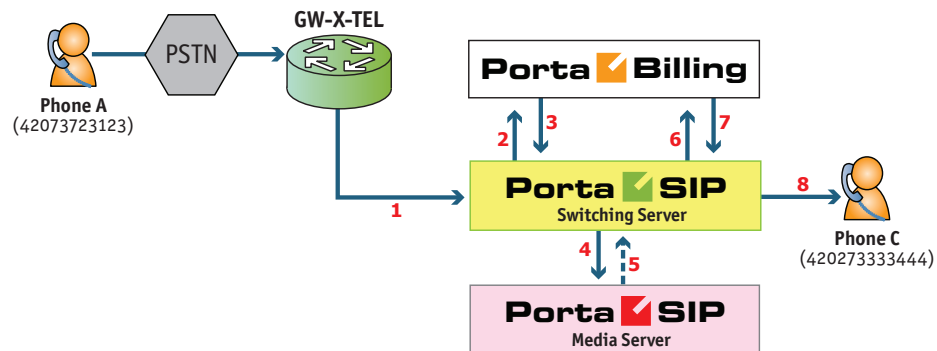 GW-X-TEL
PSTN
Phone A
(42073723123)
Porta Billing
2
3
6
7
1
Porta SIP
Switching Server
8
Phone C
(420273333444)
4
5
Porta SIP
Media Server